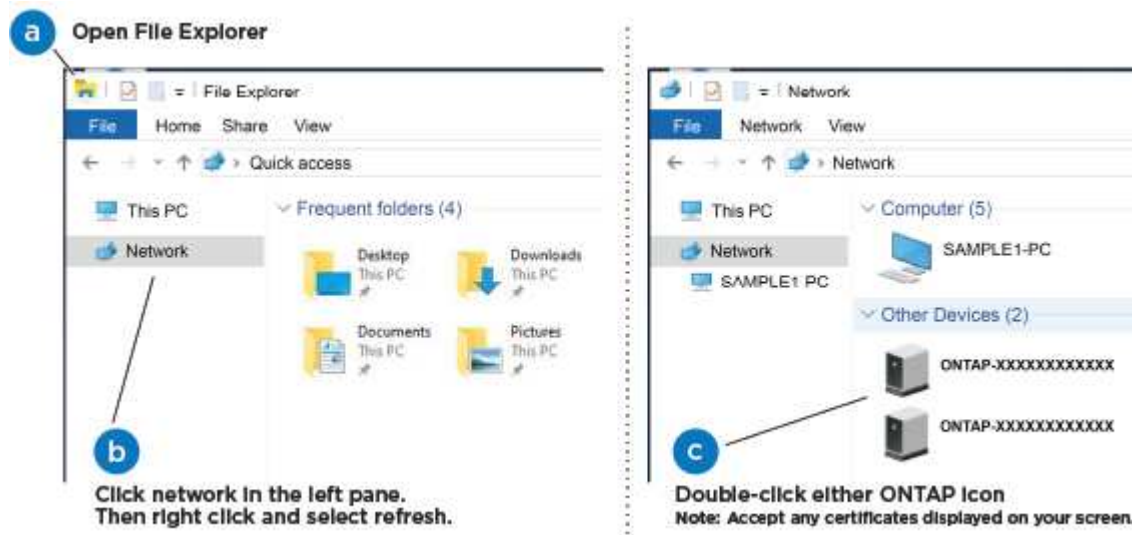 a Open File Explorer
File Explorer
File Home Share View
Quick access
This PC
Network
Frequent folders (4)
Desktop
This PC
Downloads
This PC
Documents
This PC
Pictures
This PC
b
Click network in the left pane.
Then right click and select refresh.
Network
File Network View
Network
This PC
Network
SAMPLE1 PC
Computer (5)
SAMPLE1-PC
Other Devices (2)
ONTAP-XXXXXXXXXXXX
ONTAP-XXXXXXXXXXXX
c
Double-click either ONTAP icon
Note: Accept any certificates displayed on your screen.